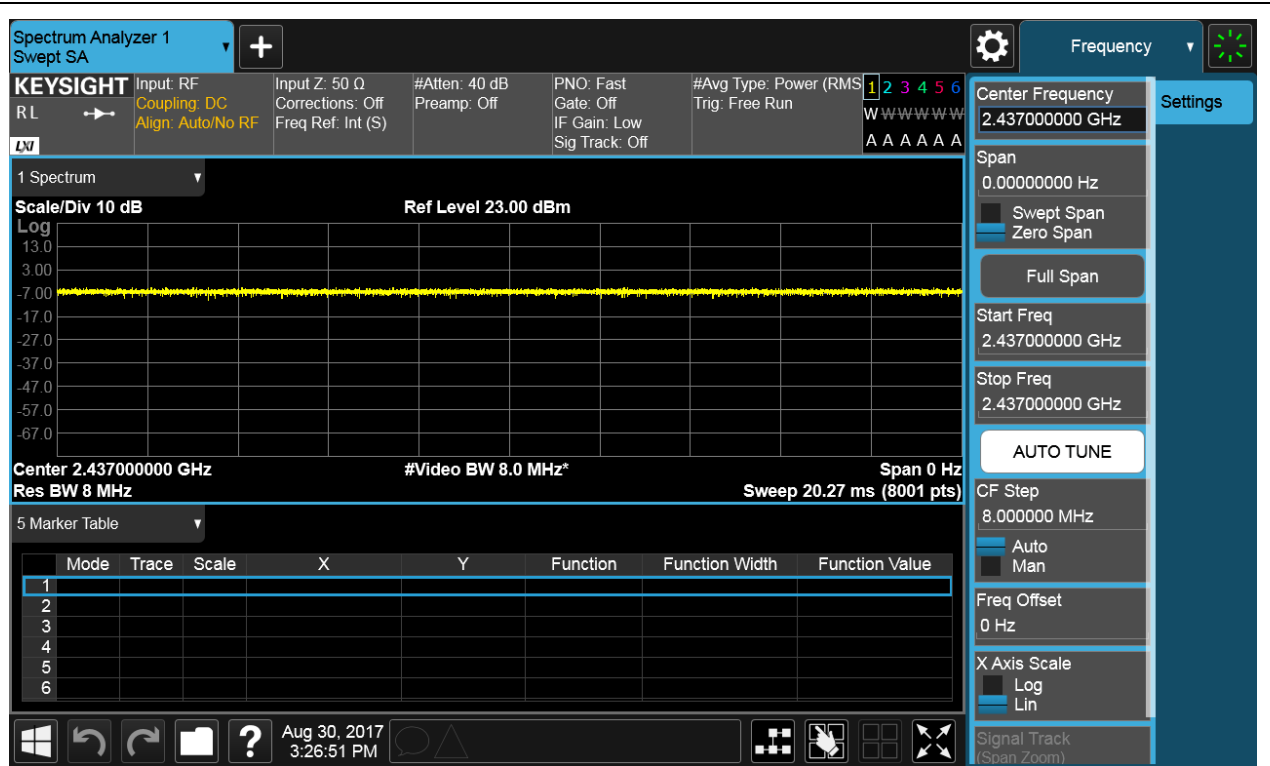 Spectrum Analyzer 1
Swept SA
Frequency
KEYSIGHT
RL
LXI
Input: RF
Coupling: DC
Align: Auto/No RF
Input Z: 50 Ω
Corrections: Off
Freq Ref: Int (S)
#Atten: 40 dB
Preamp: Off
PNO: Fast
Gate: Off
IF Gain: Low
Sig Track: Off
#Avg Type: Power (RMS
Trig: Free Run
1 2 3 4 5 6
W W W W W W
A A A A A A
Center Frequency
2.437000000 GHz
Settings
Span
0.00000000 Hz
Swept Span
Zero Span
Full Span
Start Freq
2.437000000 GHz
Stop Freq
2.437000000 GHz
AUTO TUNE
CF Step
8.000000 MHz
Auto
Man
Freq Offset
0 Hz
X Axis Scale
Log
Lin
Signal Track
(Span Zoom)
1 Spectrum
Scale/Div 10 dB
Ref Level 23.00 dBm
Log
13.0
3.00
-7.00
-17.0
-27.0
-37.0
-47.0
-57.0
-67.0
Center 2.437000000 GHz
#Video BW 8.0 MHz*
Span 0 Hz
Res BW 8 MHz
Sweep 20.27 ms (8001 pts)
5 Marker Table
Mode Trace Scale X Y Function Function Width Function Value
1
2
3
4
5
6
?
Aug 30, 2017
3:26:51 PM